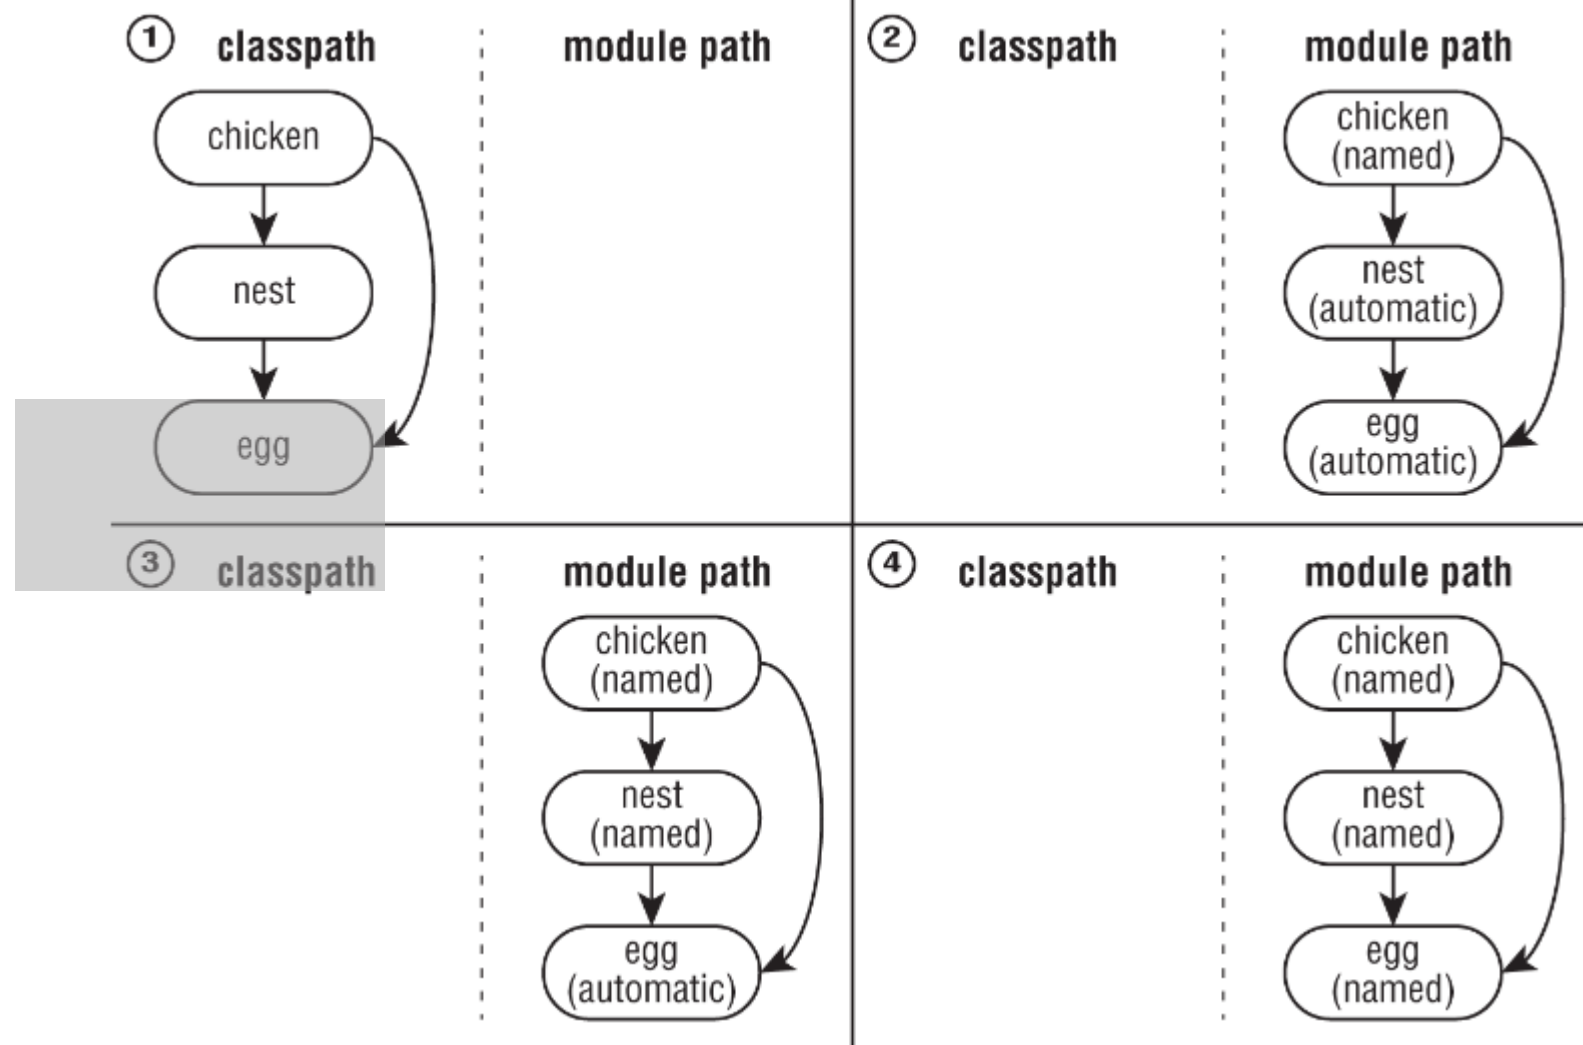 1 classpath module path
chicken
nest
egg
2 classpath module path
chicken
(named)
nest
(automatic)
egg
(automatic)
3 classpath module path
chicken
(named)
nest
(named)
egg
(automatic)
4 classpath module path
chicken
(named)
nest
(named)
egg
(named)